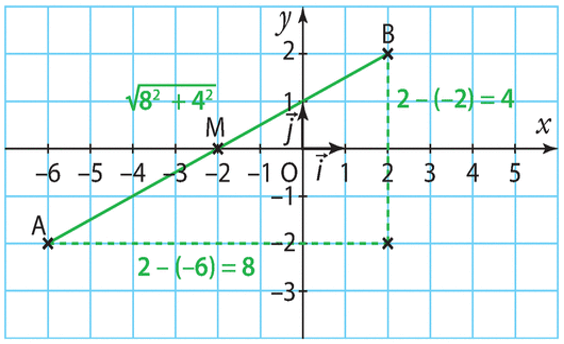 y
B
2
√8² + 4²
1
2 – (–2) = 4
j
M
x
–6 –5 –4 –3 –2 –1 O i 1 2 3 4 5
–1
A
–2
2 – (–6) = 8
–3